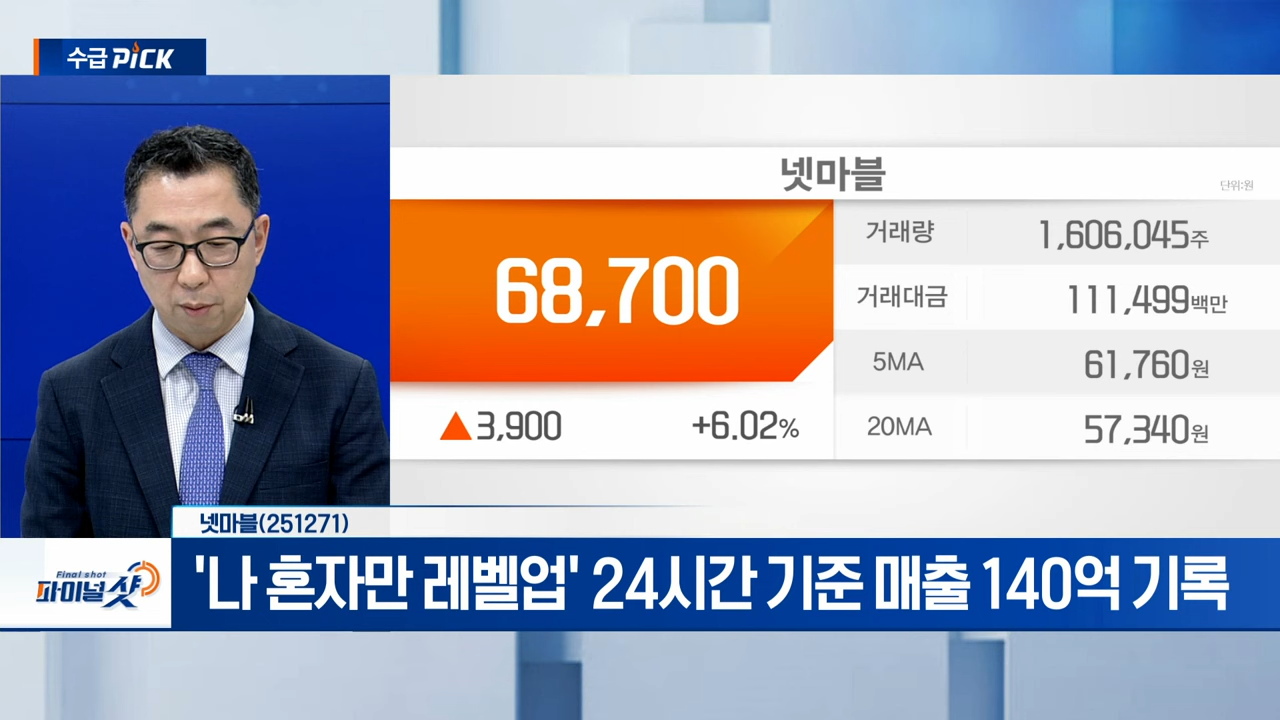 수급 PiCK
넷마블
단위:원
68,700
▲3,900 +6.02%
거래량 1,606,045주
거래대금 111,499백만
5MA 61,760원
20MA 57,340원
넷마블(251271)
Final shot
파이널샷
'나 혼자만 레벨업' 24시간 기준 매출 140억 기록